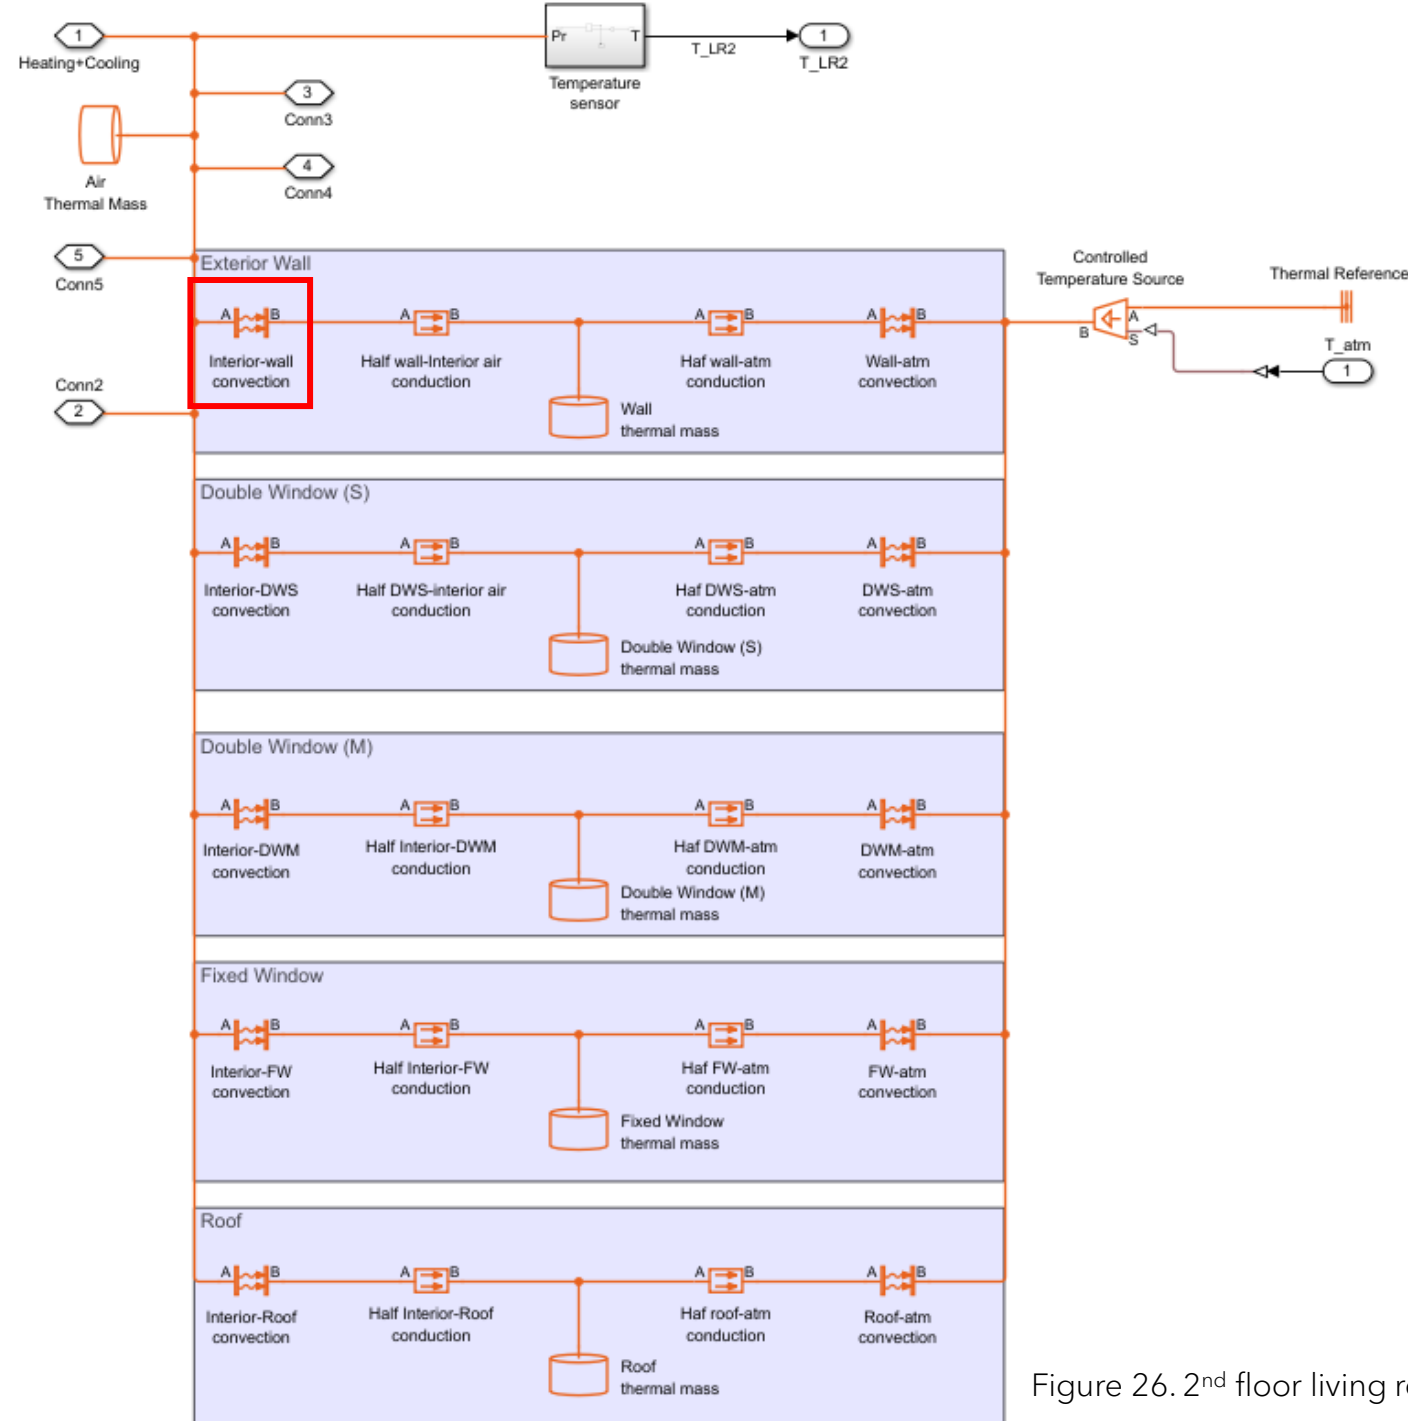 1
Heating+Cooling
Pr T
Temperature
sensor
T_LR2
1
T_LR2
3
Conn3
4
Conn4
Air
Thermal Mass
5
Conn5
Conn2
2
Controlled
Temperature Source
Thermal Reference
B A
S
T_atm
1
Exterior Wall
A B A B A B A B
Interior-wall
convection
Half wall-Interior air
conduction
Haf wall-atm
conduction
Wall-atm
convection
Wall
thermal mass
Double Window (S)
A B A B A B A B
Interior-DWS
convection
Half DWS-interior air
conduction
Haf DWS-atm
conduction
DWS-atm
convection
Double Window (S)
thermal mass
Double Window (M)
A B A B A B A B
Interior-DWM
convection
Half Interior-DWM
conduction
Haf DWM-atm
conduction
DWM-atm
convection
Double Window (M)
thermal mass
Fixed Window
A B A B A B A B
Interior-FW
convection
Half Interior-FW
conduction
Haf FW-atm
conduction
FW-atm
convection
Fixed Window
thermal mass
Roof
A B A B A B A B
Interior-Roof
convection
Half Interior-Roof
conduction
Haf roof-atm
conduction
Roof-atm
convection
Roof
thermal mass
Figure 26. 2nd floor living